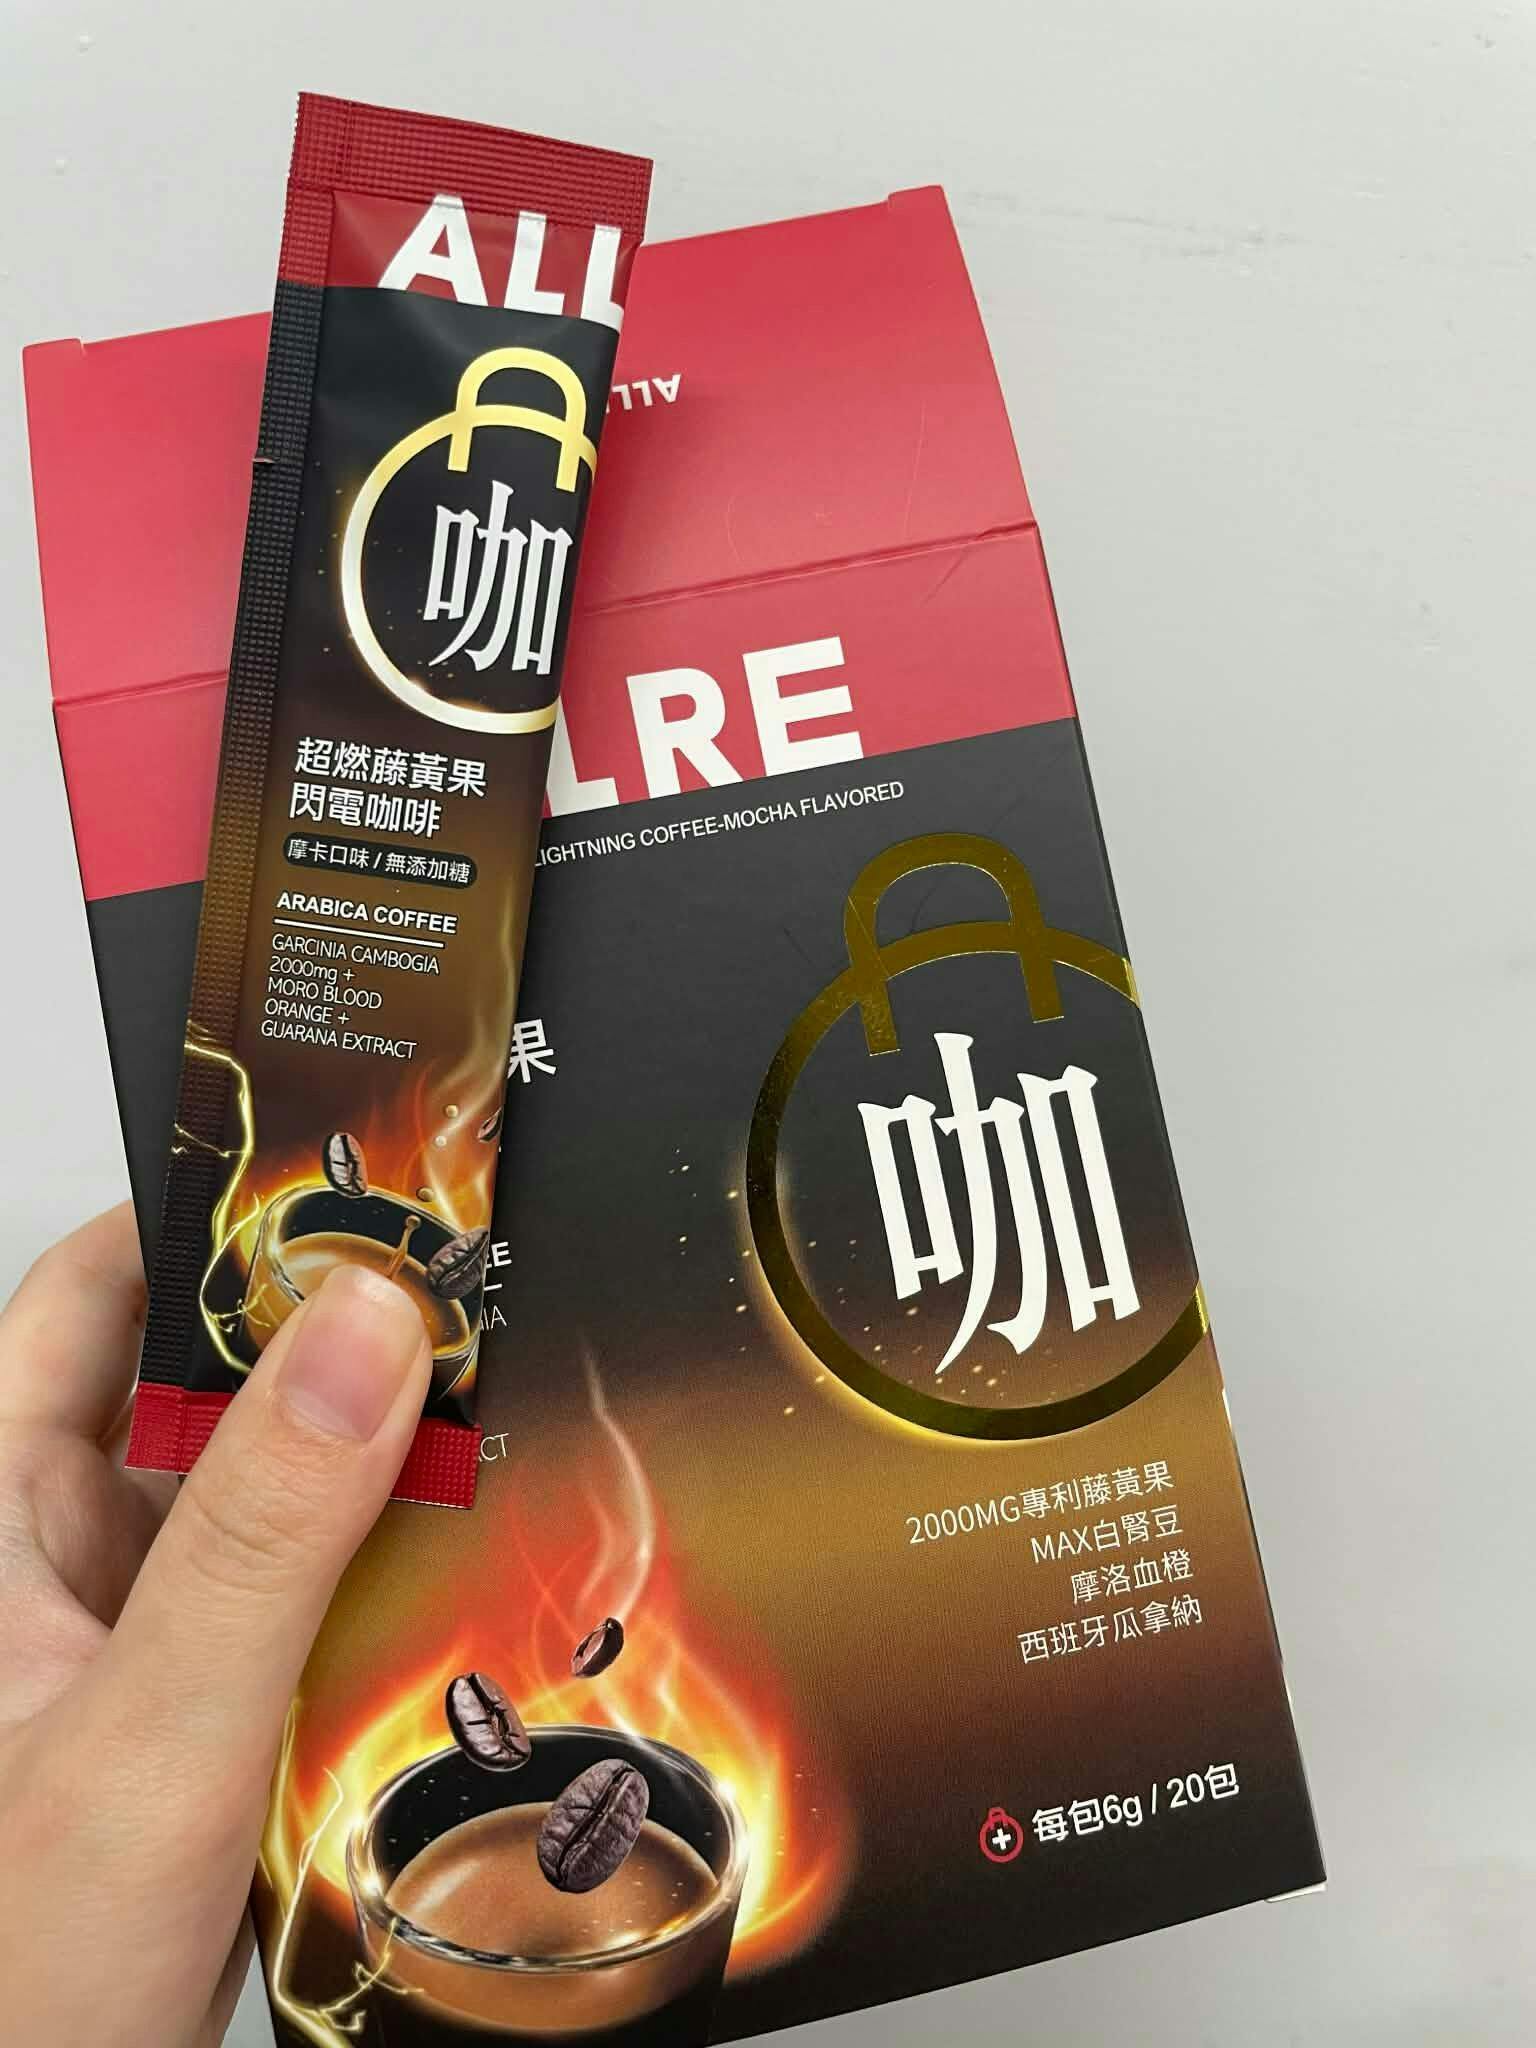 ALL
咖
超燃藤黃果
閃電咖啡
摩卡口味 / 無添加糖
ARABICA COFFEE
GARCINIA CAMBOGIA
2000mg +
MORO BLOOD
ORANGE +
GUARANA EXTRACT
ALL
LRE
LIGHTNING COFFEE-MOCHA FLAVORED
果
咖
2000MG專利藤黃果
MAX白腎豆
摩洛血橙
西班牙瓜拿納
每包6g / 20包